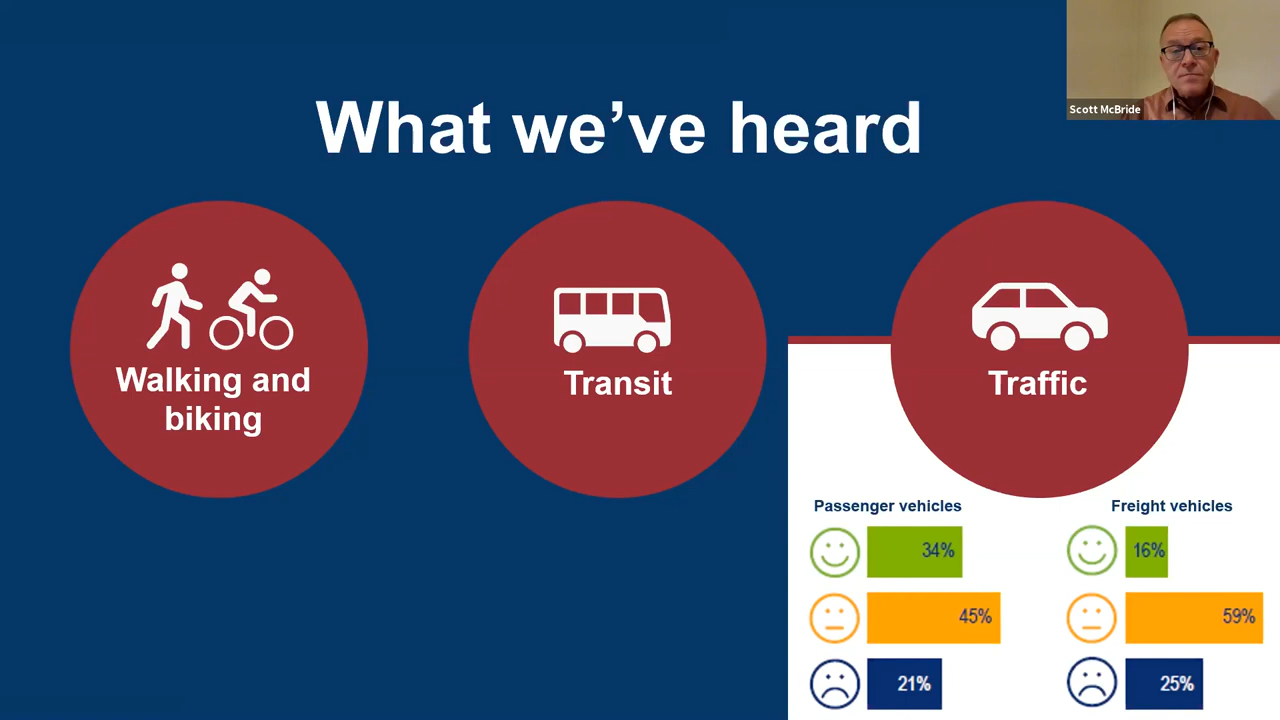 What we've heard
Scott McBride
Walking and
biking
Transit
Traffic
Passenger vehicles
34%
45%
21%
Freight vehicles
16%
59%
25%